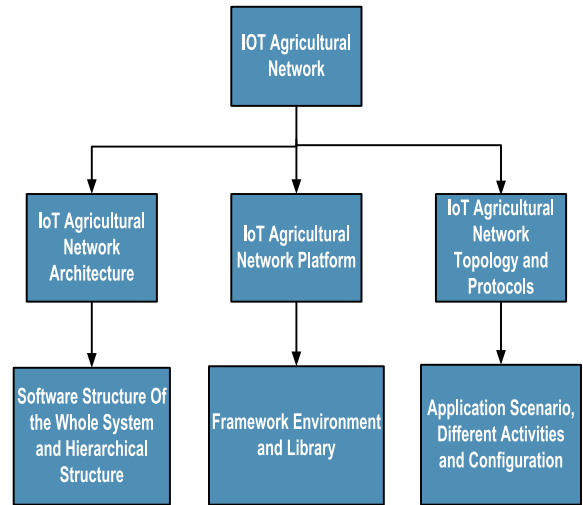 IOT Agricultural
Network
IoT Agricultural
Network
Architecture
IoT Agricultural
Network Platform
IoT Agricultural
Network
Topology and
Protocols
Software Structure Of
the Whole System
and Hierarchical
Structure
Framework Environment
and Library
Application Scenario,
Different Activities
and Configuration